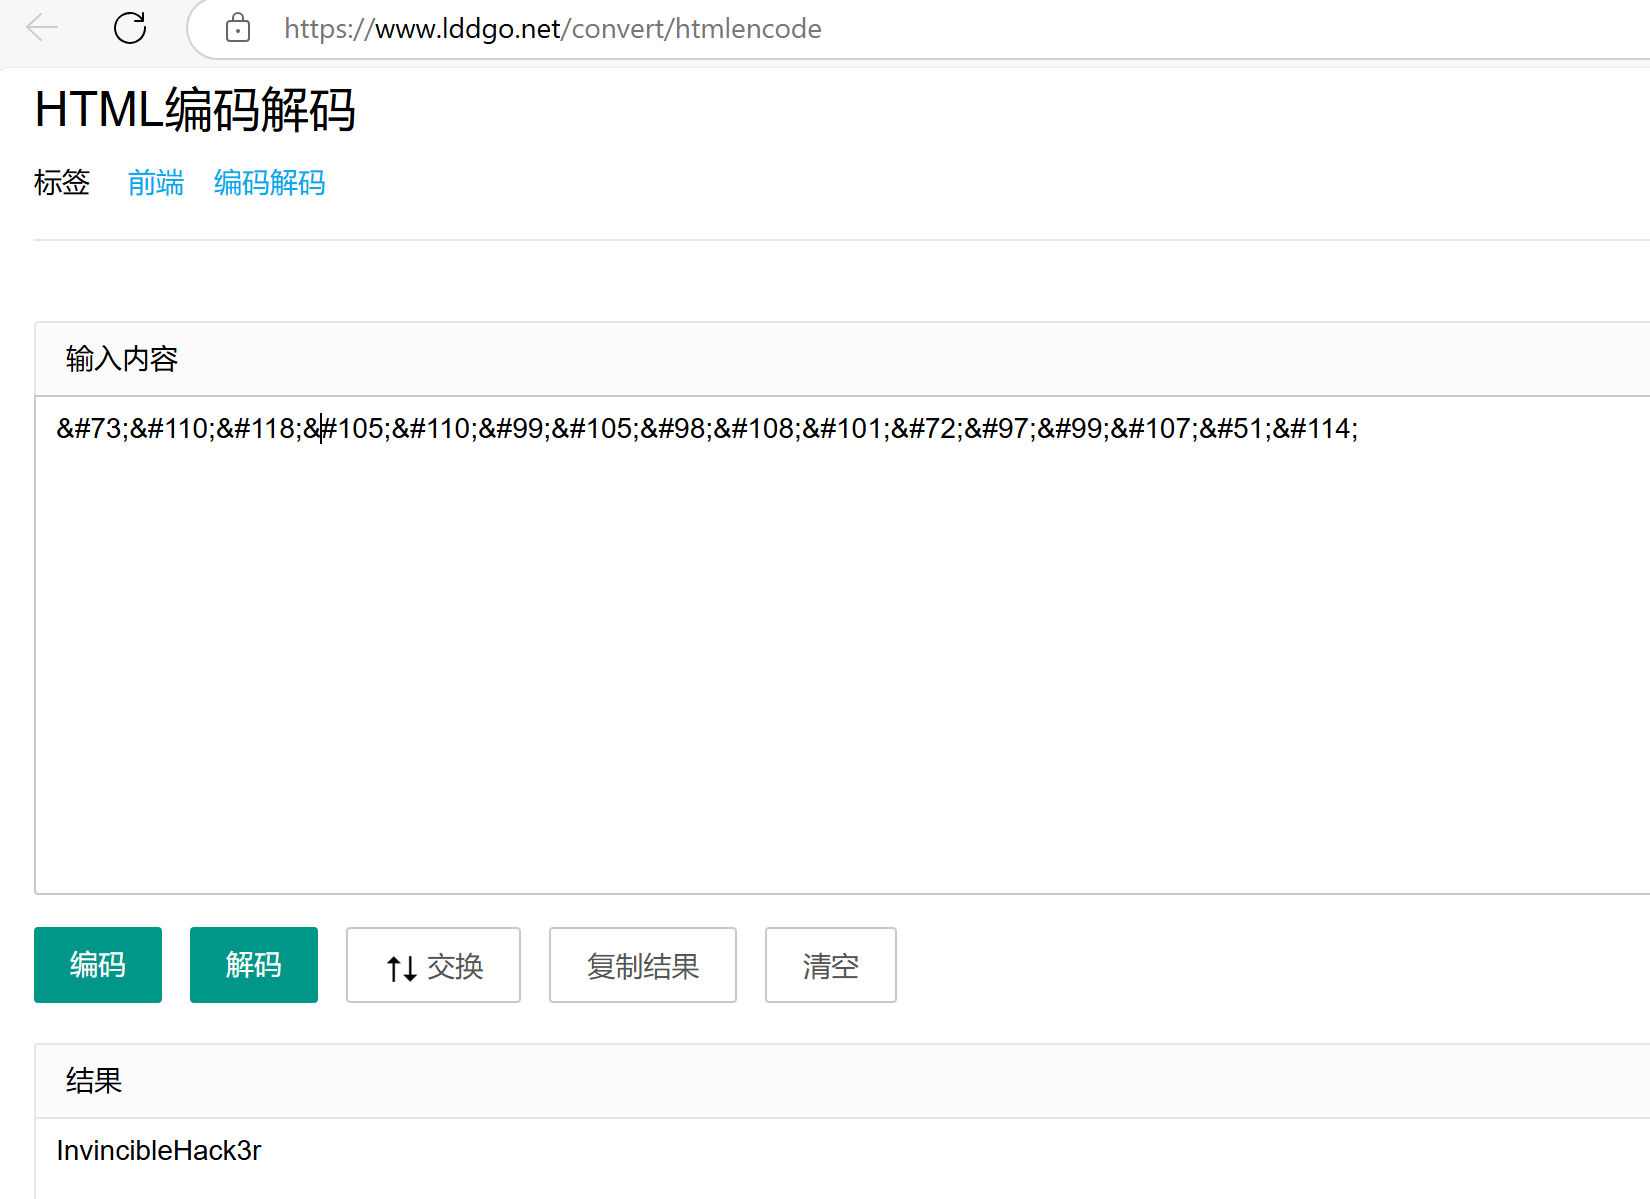 https://www.lddgo.net/convert/htmlencode
HTML编码解码
标签 前端 编码解码
输入内容
&#73;&#110;&#118;&#105;&#110;&#99;&#105;&#98;&#108;&#101;&#72;&#97;&#99;&#107;&#51;&#114;
编码 解码 ↑↓ 交换 复制结果 清空
结果
InvincibleHack3r